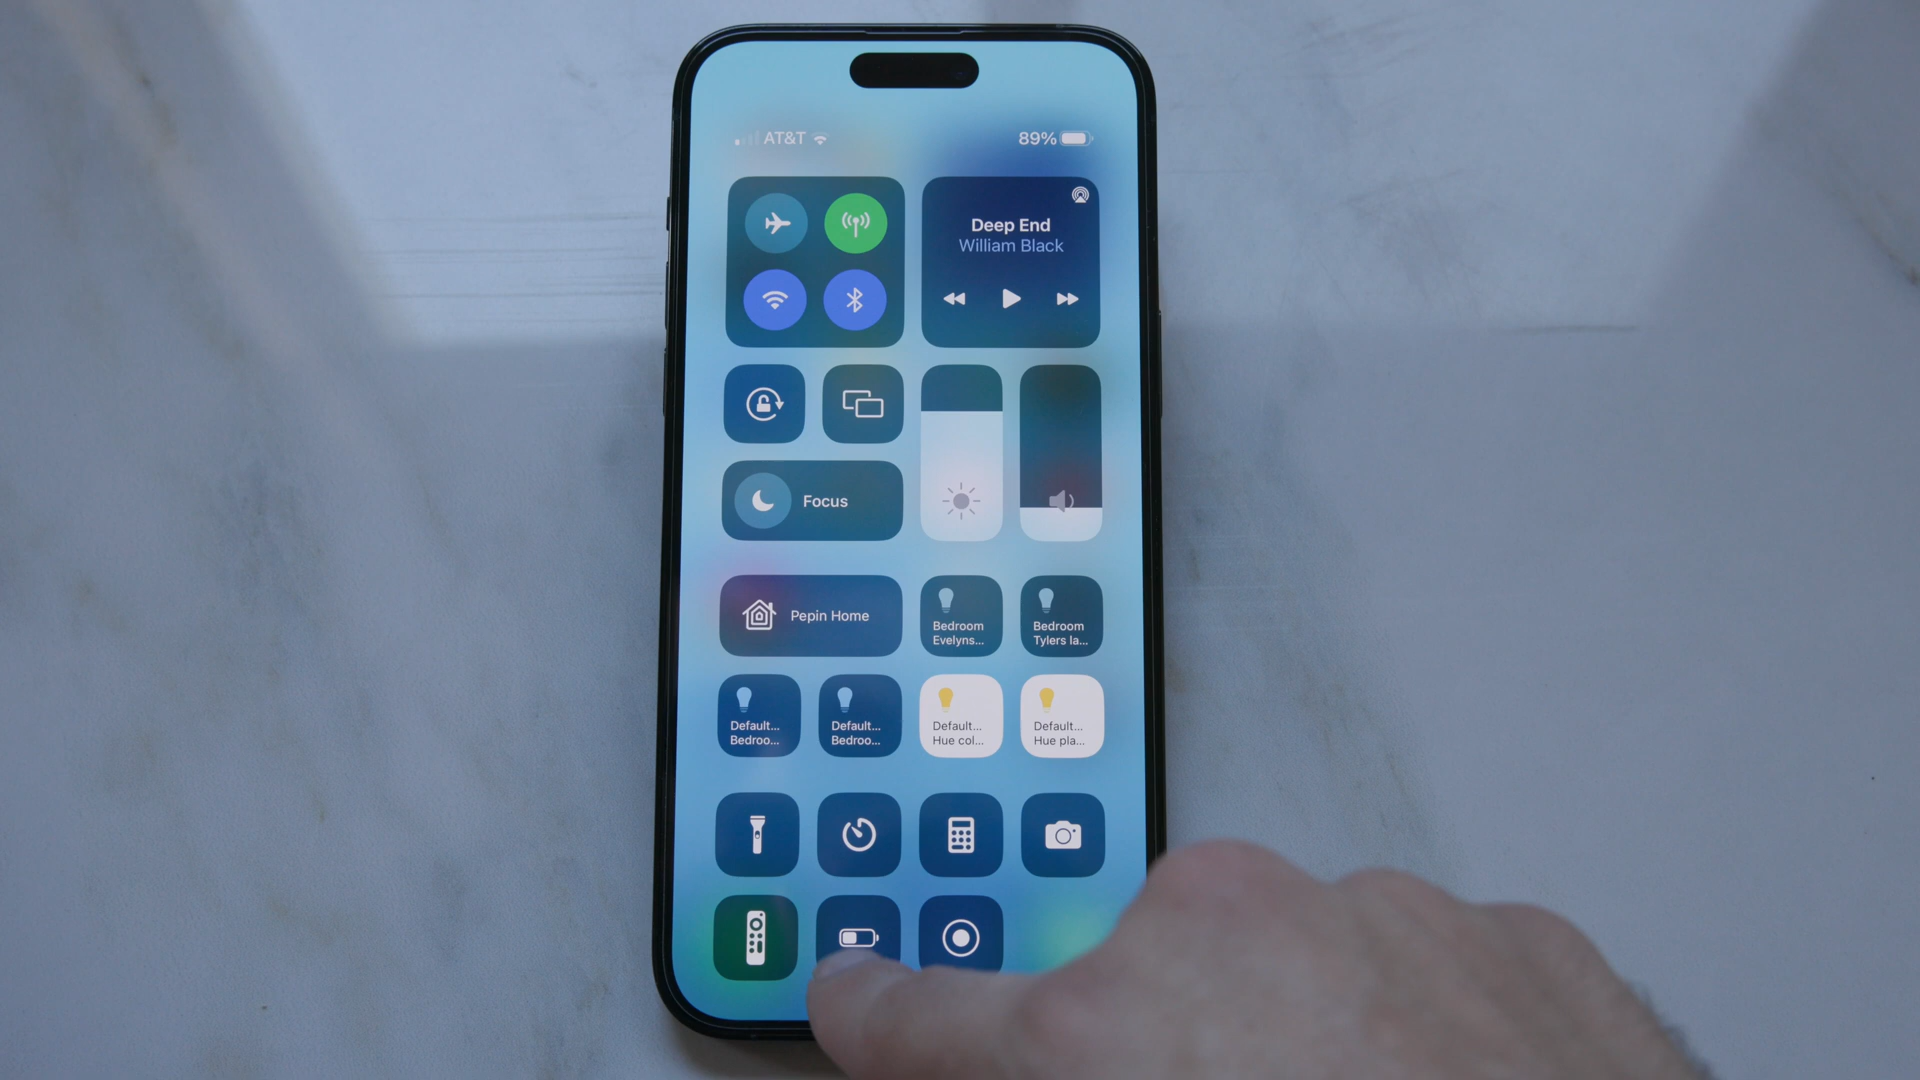 AT&T
89%
Deep End
William Black
Focus
Pepin Home
Bedroom
Evelyns...
Bedroom
Tylers la...
Default...
Bedroo...
Default...
Bedroo...
Default...
Hue col...
Default...
Hue pla...